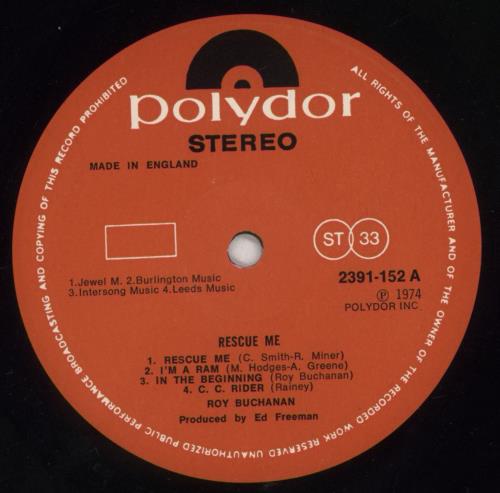 polydor
STEREO
MADE IN ENGLAND
ST 33
1.Jewel M. 2.Burlington Music
3.Intersong Music 4.Leeds Music
2391-152 A
Ⓟ 1974
POLYDOR INC.
RESCUE ME
1. RESCUE ME (C. Smith-R. Miner)
2. I'M A RAM (M. Hodges-A. Greene)
3. IN THE BEGINNING (Roy Buchanan)
4. C. C. RIDER (Rainey)
ROY BUCHANAN
Produced by Ed Freeman
ALL RIGHTS OF THE MANUFACTURER AND OF THE OWNER OF THE RECORDED WORK RESERVED UNAUTHORIZED PUBLIC PERFORMANCE BROADCASTING AND COPYING OF THIS RECORD PROHIBITED